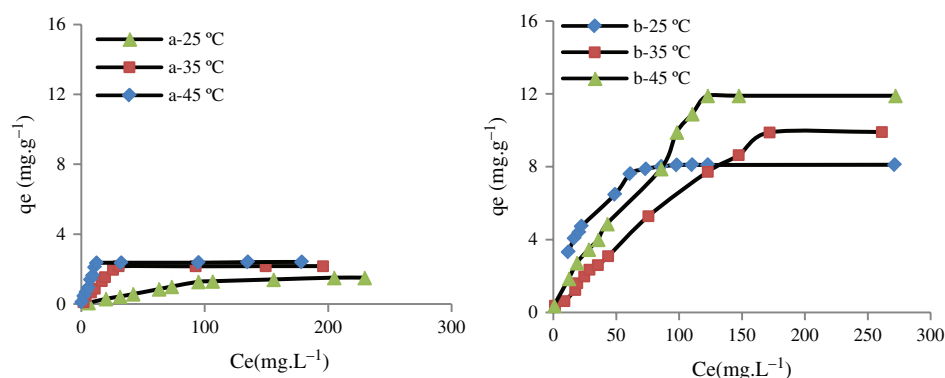 16
12
8
4
0
qe (mg.g⁻¹)
a-25 ºC
a-35 ºC
a-45 ºC
0
100
200
300
Ce(mg.L⁻¹)
16
12
8
4
0
qe (mg.g⁻¹)
b-25 ºC
b-35 ºC
b-45 ºC
0
50
100
150
200
250
300
Ce(mg.L⁻¹)